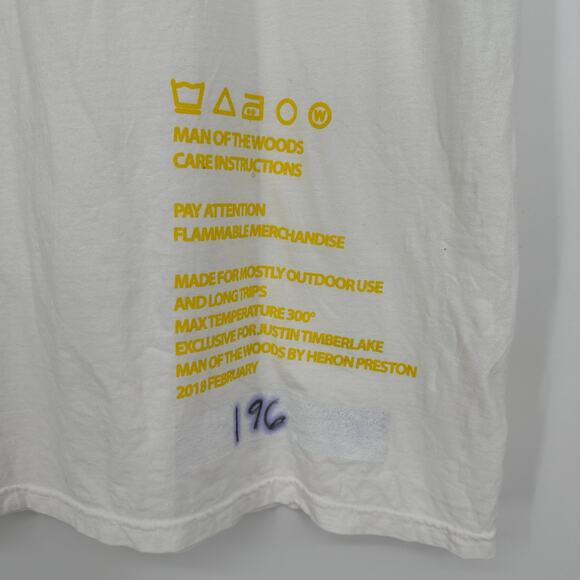 W
MAN OF THE WOODS
CARE INSTRUCTIONS
PAY ATTENTION
FLAMMABLE MERCHANDISE
MADE FOR MOSTLY OUTDOOR USE
AND LONG TRIPS
MAX TEMPERATURE 300°
EXCLUSIVE FOR JUSTIN TIMBERLAKE
MAN OF THE WOODS BY HERON PRESTON
2018 FEBRUARY
196